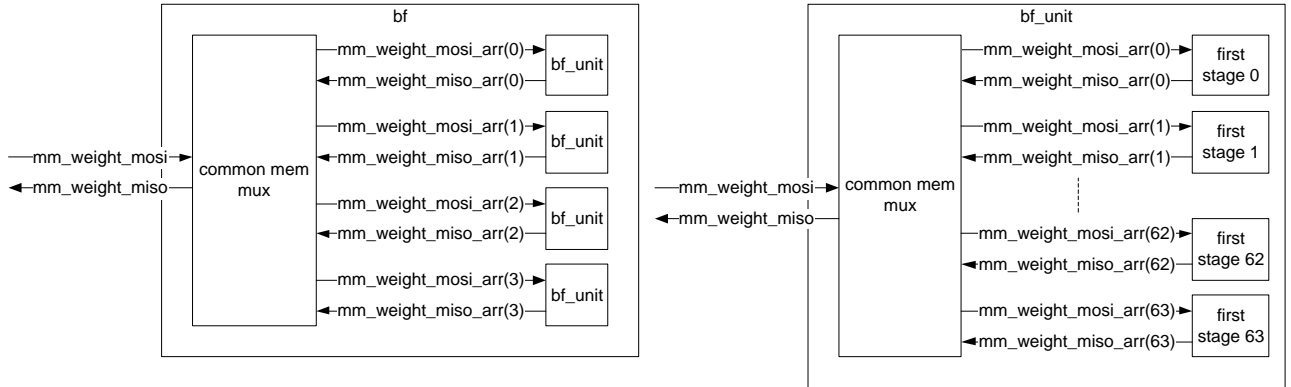 bf
mm_weight_mosi_arr(0)
mm_weight_miso_arr(0)
bf_unit
mm_weight_mosi_arr(1)
mm_weight_miso_arr(1)
bf_unit
mm_weight_mosi
mm_weight_miso
common mem
mux
mm_weight_mosi_arr(2)
mm_weight_miso_arr(2)
bf_unit
mm_weight_mosi_arr(3)
mm_weight_miso_arr(3)
bf_unit
bf_unit
mm_weight_mosi_arr(0)
mm_weight_miso_arr(0)
first
stage 0
mm_weight_mosi_arr(1)
mm_weight_miso_arr(1)
first
stage 1
mm_weight_mosi
mm_weight_miso
common mem
mux
mm_weight_mosi_arr(62)
mm_weight_miso_arr(62)
first
stage 62
mm_weight_mosi_arr(63)
mm_weight_miso_arr(63)
first
stage 63